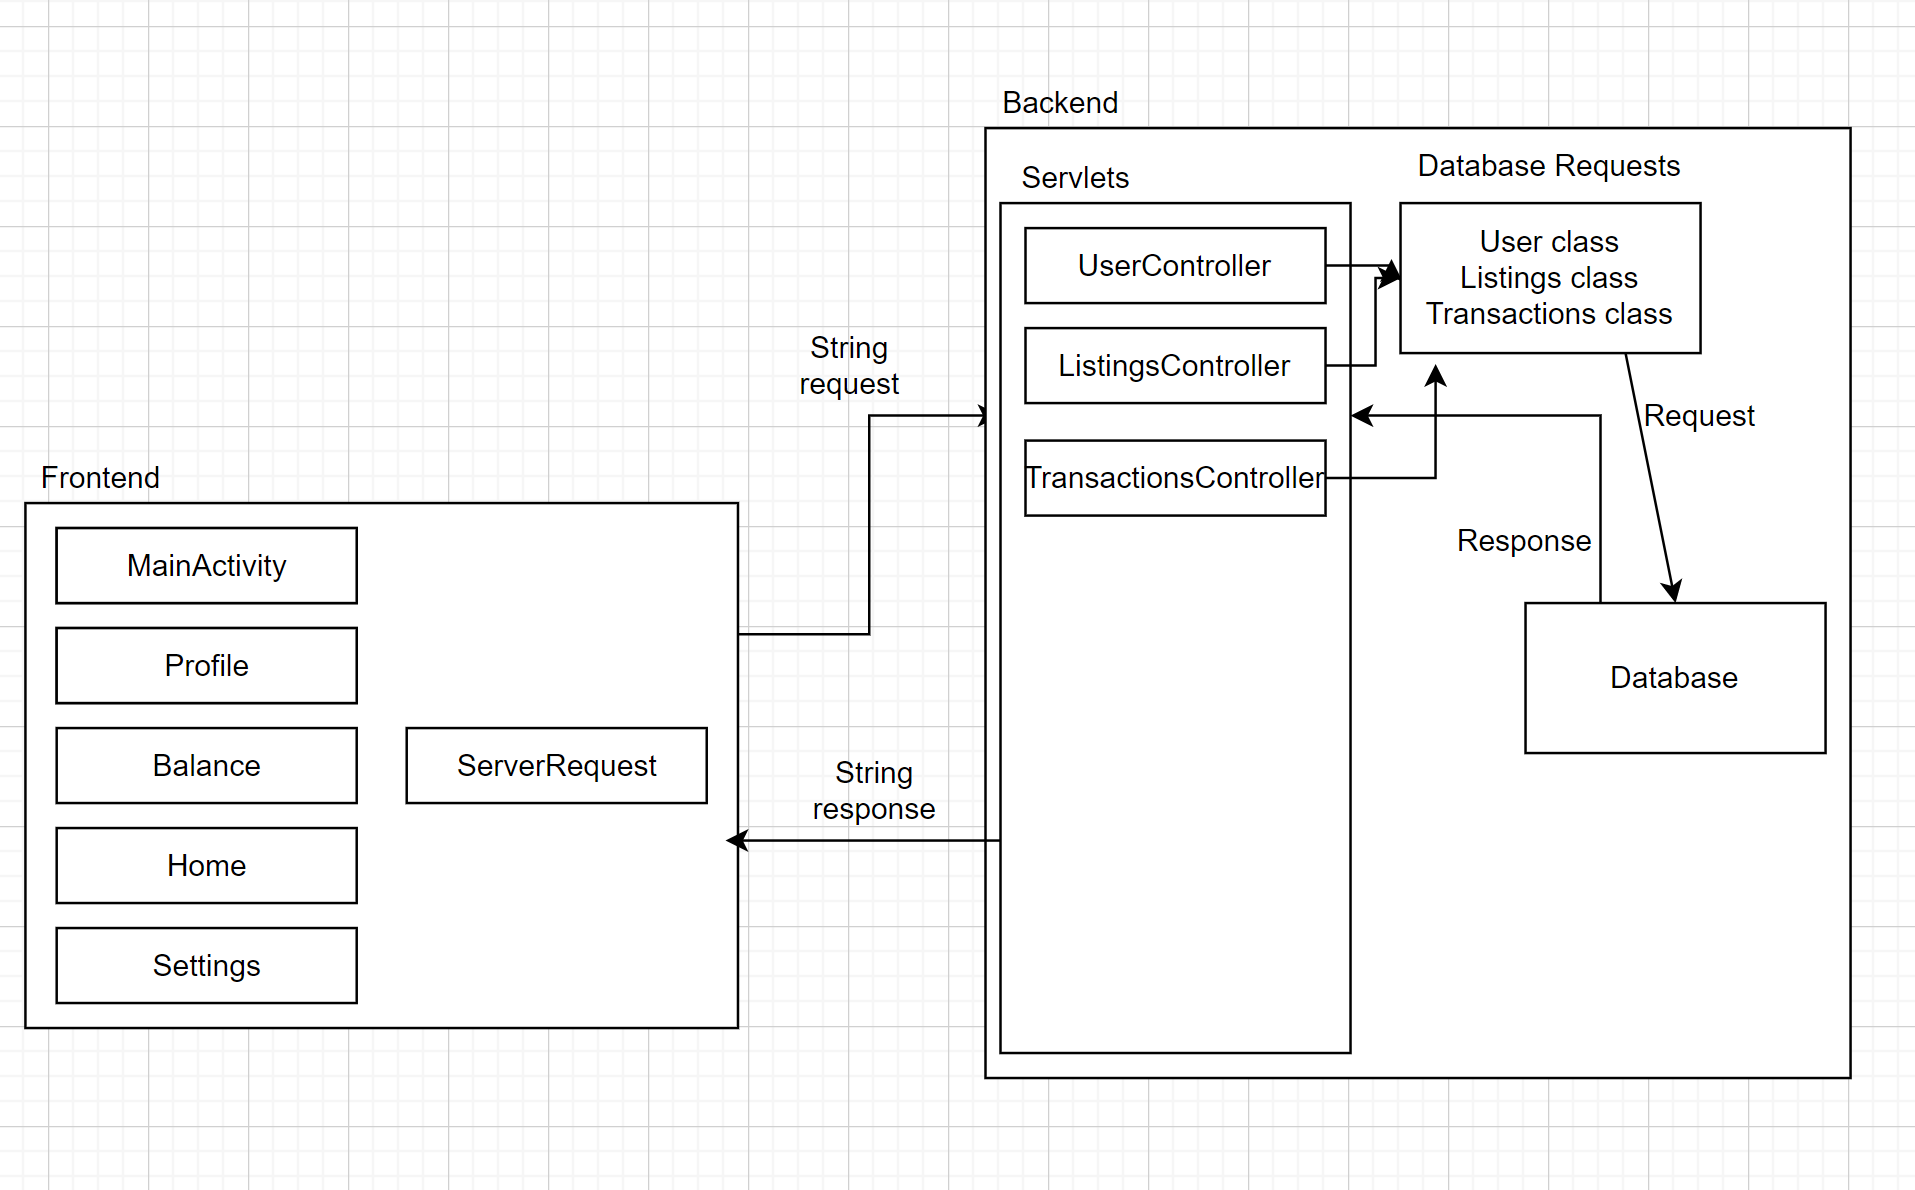 Backend
Servlets
Database Requests
UserController
User class
Listings class
Transactions class
ListingsController
String
request
Request
TransactionsController
Frontend
Response
MainActivity
Profile
Database
Balance
ServerRequest
String
response
Home
Settings